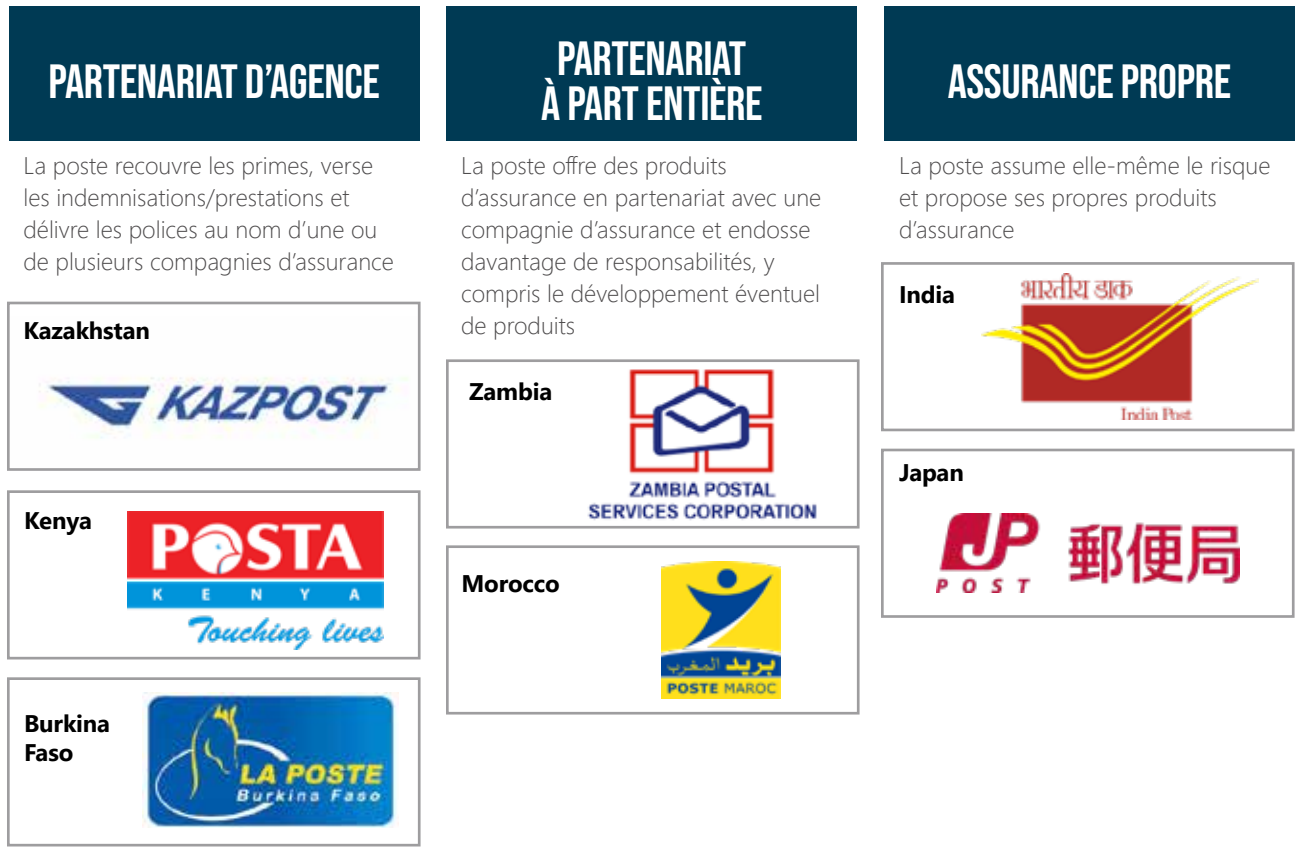 PARTENARIAT D'AGENCE
La poste recouvre les primes, verse
les indemnisations/prestations et
délivre les polices au nom d'une ou
de plusieurs compagnies d'assurance
Kazakhstan
KAZPOST
Kenya
POSTA
KENYA
Touching lives
Burkina
Faso
LA POSTE
Burkina Faso
PARTENARIAT
À PART ENTIÈRE
La poste offre des produits
d'assurance en partenariat avec une
compagnie d'assurance et endosse
davantage de responsabilités, y
compris le développement éventuel
de produits
Zambia
ZAMBIA POSTAL
SERVICES CORPORATION
Morocco
بريد المغرب
POSTE MAROC
ASSURANCE PROPRE
La poste assume elle-même le risque
et propose ses propres produits
d'assurance
India
भारतीय डाक
India Post
Japan
JP
POST
郵便局